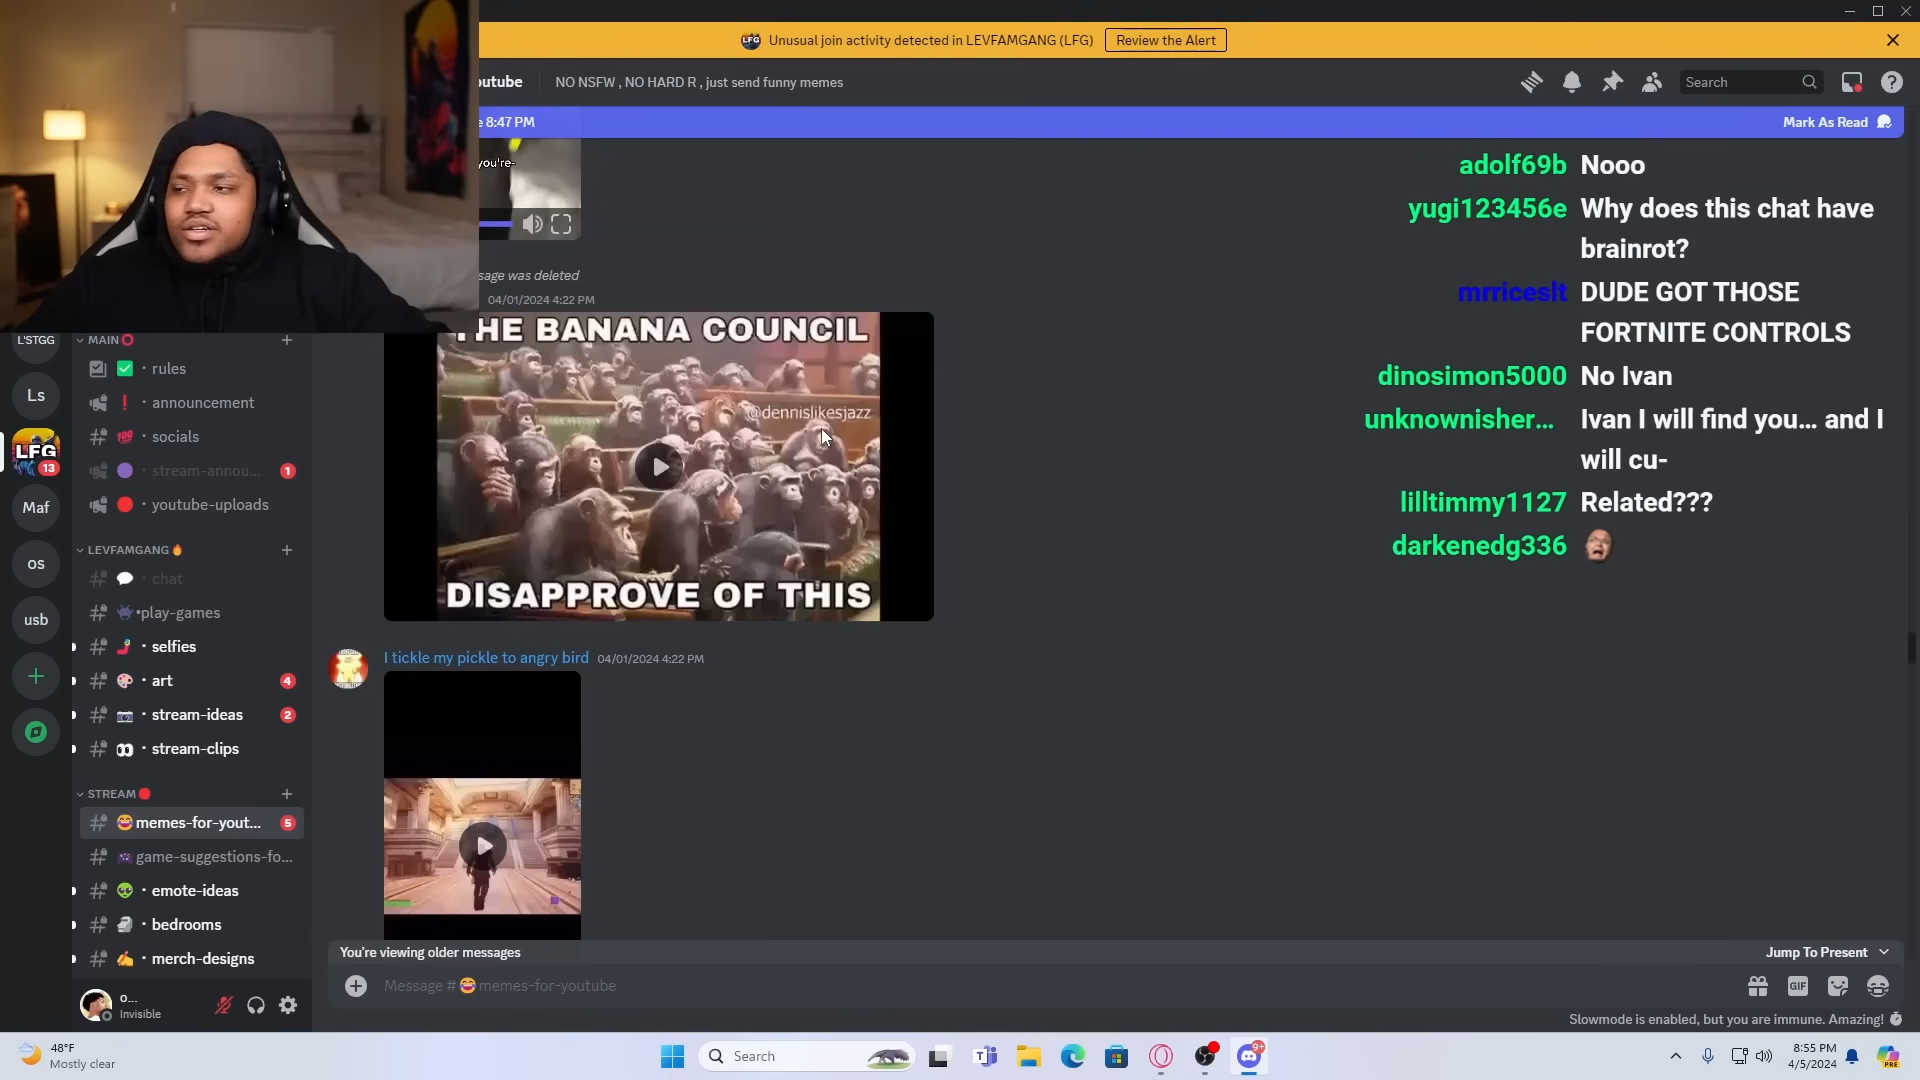 Unusual join activity detected in LEVFAMGANG (LFG)
Review the Alert
outube
NO NSFW , NO HARD R , just send funny memes
Search
e 8:47 PM
Mark As Read
you're-
sage was deleted
04/01/2024 4:22 PM
THE BANANA COUNCIL
@dennislikesjazz
DISAPPROVE OF THIS
I tickle my pickle to angry bird 04/01/2024 4:22 PM
adolf69b Nooo
yugi123456e Why does this chat have
brainrot?
mrriceslt DUDE GOT THOSE
FORTNITE CONTROLS
dinosimon5000 No Ivan
unknownisher... Ivan I will find you... and I
will cu-
lilltimmy1127 Related???
darkenedg336
L'STGG
Ls
LFG
13
Maf
os
usb
MAIN
rules
announcement
socials
stream-annou... 1
youtube-uploads
LEVFAMGANG
chat
play-games
selfies
art 4
stream-ideas 2
stream-clips
STREAM
memes-for-yout... 5
game-suggestions-fo...
emote-ideas
bedrooms
merch-designs
o...
Invisible
You're viewing older messages
Jump To Present
Message # memes-for-youtube
GIF
Slowmode is enabled, but you are immune. Amazing!
48°F
Mostly clear
Search
9+
8:55 PM
4/5/2024
PRE